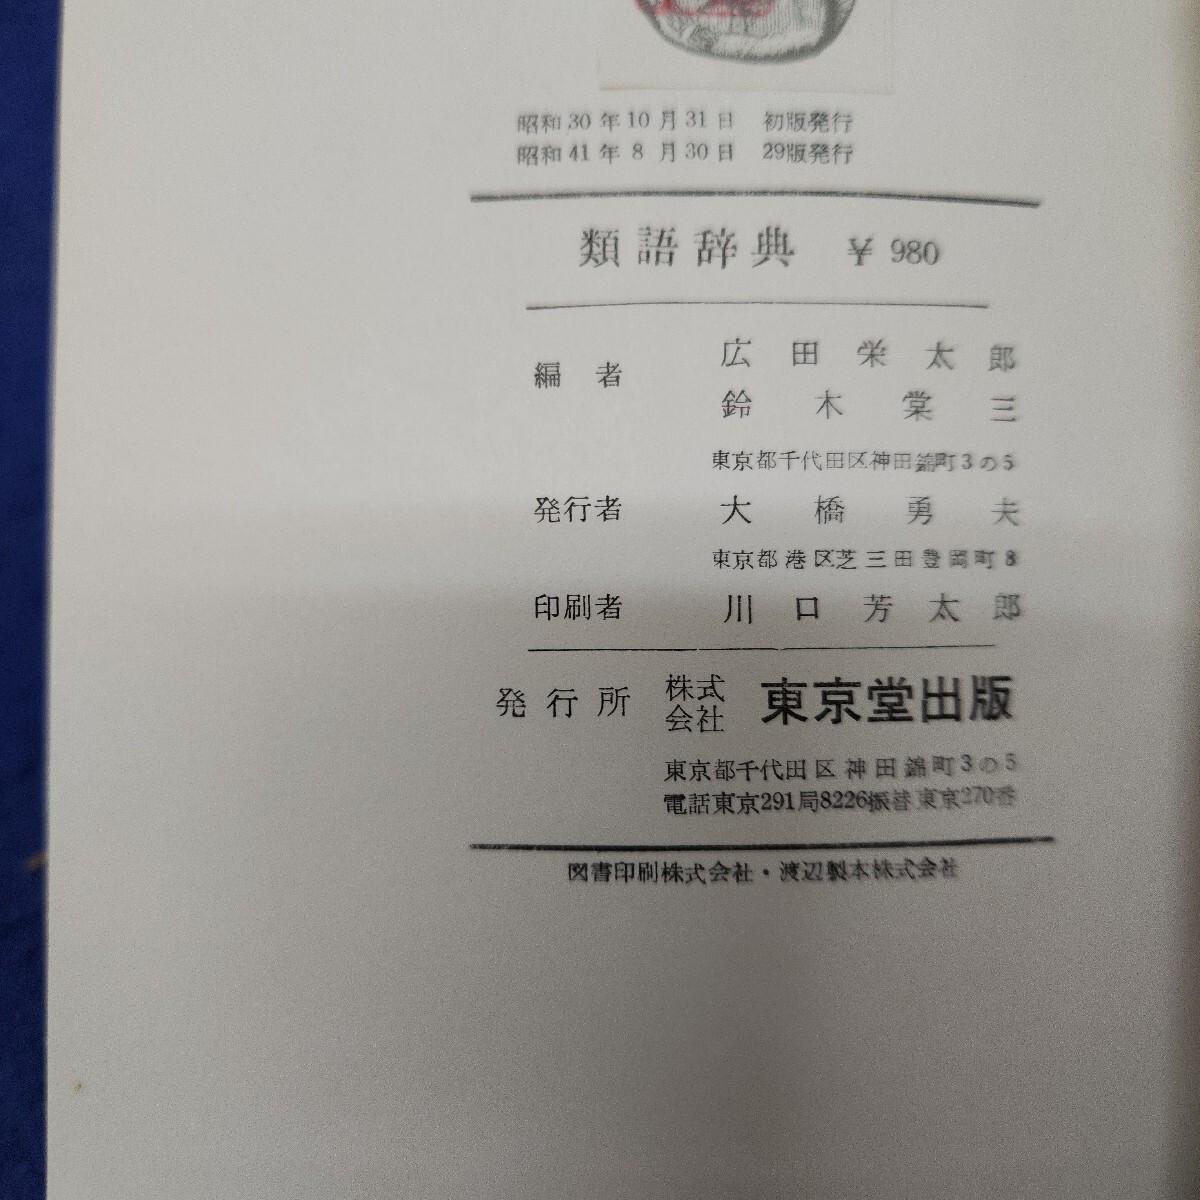 昭和30年10月31日 初版発行
昭和41年8月30日 29版発行
類語辞典 ¥980
編者 広田栄太郎
鈴木棠三
東京都千代田区神田錦町3の5
発行者 大橋勇夫
東京都港区芝三田豊岡町8
印刷者 川口芳太郎
発行所 株式会社 東京堂出版
東京都千代田区神田錦町3の5
電話東京291局8226振替東京270番
図書印刷株式会社・渡辺製本株式会社